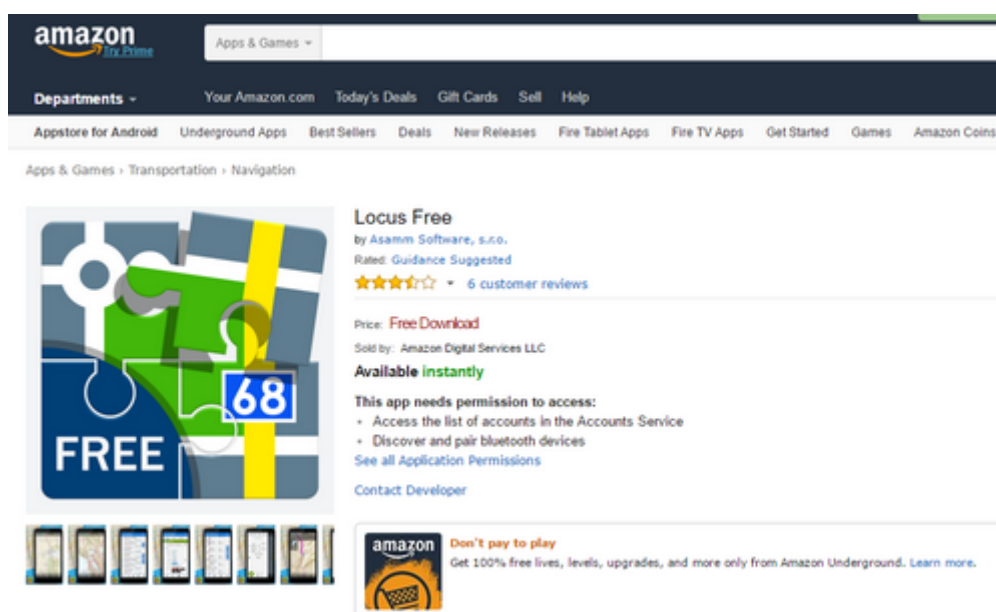 amazon
Try Prime
Apps & Games
Departments
Your Amazon.com Today's Deals Gift Cards Sell Help
Appstore for Android Underground Apps Best Sellers Deals New Releases Fire Tablet Apps Fire TV Apps Get Started Games Amazon Coins
Apps & Games › Transportation › Navigation
Locus Free
by Asamm Software, s.r.o.
Rated: Guidance Suggested
6 customer reviews
Price: Free Download
Sold by: Amazon Digital Services LLC
Available instantly
This app needs permission to access:
• Access the list of accounts in the Accounts Service
• Discover and pair bluetooth devices
See all Application Permissions
Contact Developer
68
FREE
amazon
Don't pay to play
Get 100% free lives, levels, upgrades, and more only from Amazon Underground. Learn more.